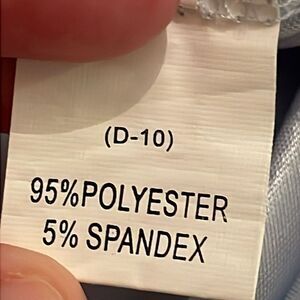 (D-10)
95%POLYESTER
5% SPANDEX